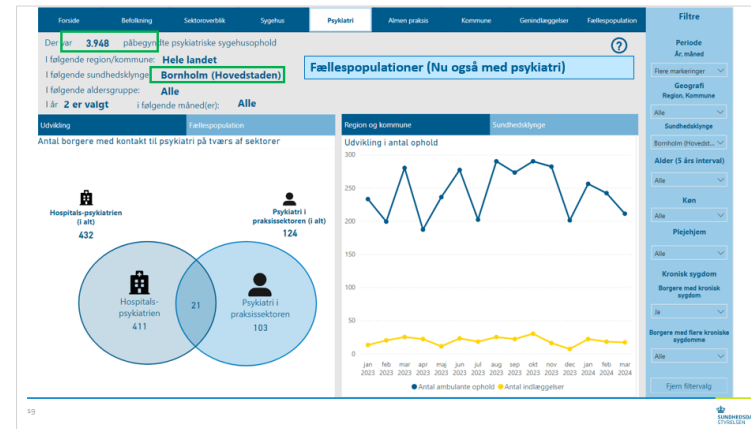 Forside Befolkning Sektoroverblik Sygehus Psykiatri Almen praksis Kommune Genindlæggelser Fællespopulation
Filtre
Der var 3.948 påbegyndte psykiatriske sygehusophold
I følgende region/kommune: Hele landet
I følgende sundhedsklynge: Bornholm (Hovedstaden)
I følgende aldersgruppe: Alle
I år 2 er valgt i følgende måned(er): Alle
?
Fællespopulationer (Nu også med psykiatri)
Udvikling Fællespopulation
Antal borgere med kontakt til psykiatri på tværs af sektorer
Hospitals-psykiatrien
(i alt)
432
Psykiatri i
praksissektoren (i alt)
124
Hospitals-
psykiatrien
411
21
Psykiatri i
praksissektoren
103
Region og kommune Sundhedsklynge
Udvikling i antal ophold
300
250
200
150
100
50
0
jan feb mar apr maj jun jul aug sep okt nov dec jan feb mar
2023 2023 2023 2023 2023 2023 2023 2023 2023 2023 2023 2023 2024 2024 2024
Antal ambulante ophold Antal indlæggelser
Periode
År, måned
Flere markeringer
Geografi
Region, Kommune
Alle
Sundhedsklynge
Bornholm (Hovedst...
Alder (5 års interval)
Alle
Køn
Alle
Plejehjem
Alle
Kronisk sygdom
Borgere med kronisk
sygdom
Ja
Borgere med flere kroniske
sygdomme
Alle
Fjern filtervalg
19
SUNDHEDSDA
STYRELSEN